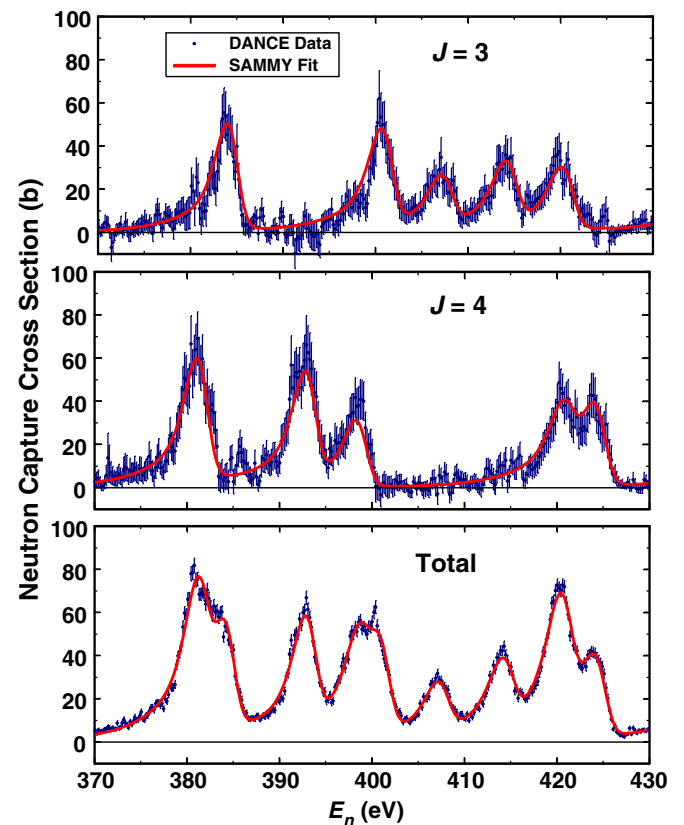 Neutron Capture Cross Section (b)
DANCE Data
SAMMY Fit
J = 3
100
80
60
40
20
0
J = 4
100
80
60
40
20
0
Total
100
80
60
40
20
0
370 380 390 400 410 420 430
En (eV)